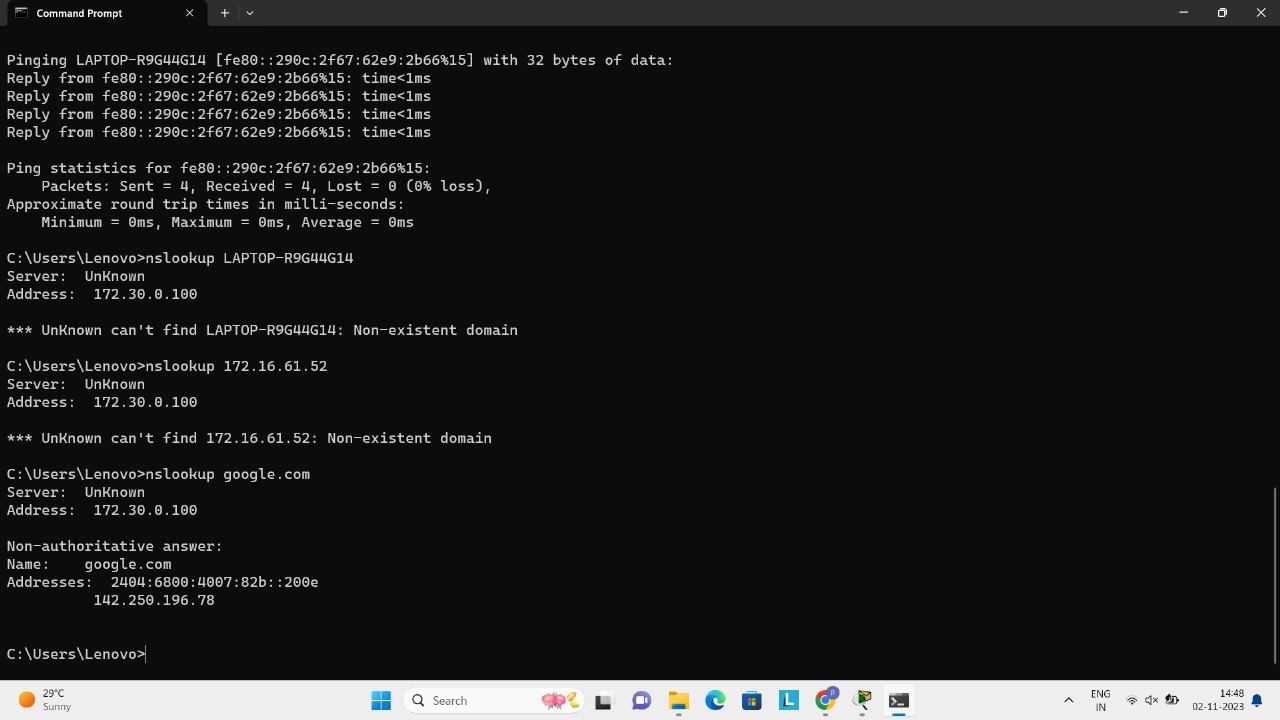 Command Prompt
Pinging LAPTOP-R9G44G14 [fe80::290c:2f67:62e9:2b66%15] with 32 bytes of data:
Reply from fe80::290c:2f67:62e9:2b66%15: time<1ms
Reply from fe80::290c:2f67:62e9:2b66%15: time<1ms
Reply from fe80::290c:2f67:62e9:2b66%15: time<1ms
Reply from fe80::290c:2f67:62e9:2b66%15: time<1ms
Ping statistics for fe80::290c:2f67:62e9:2b66%15:
Packets: Sent = 4, Received = 4, Lost = 0 (0% loss),
Approximate round trip times in milli-seconds:
Minimum = 0ms, Maximum = 0ms, Average = 0ms
C:\Users\Lenovo>nslookup LAPTOP-R9G44G14
Server:  UnKnown
Address:  172.30.0.100
*** UnKnown can't find LAPTOP-R9G44G14: Non-existent domain
C:\Users\Lenovo>nslookup 172.16.61.52
Server:  UnKnown
Address:  172.30.0.100
*** UnKnown can't find 172.16.61.52: Non-existent domain
C:\Users\Lenovo>nslookup google.com
Server:  UnKnown
Address:  172.30.0.100
Non-authoritative answer:
Name:    google.com
Addresses:  2404:6800:4007:82b::200e
142.250.196.78
C:\Users\Lenovo>
29°C
Sunny
Search
L
P
ENG
IN
14:48
02-11-2023